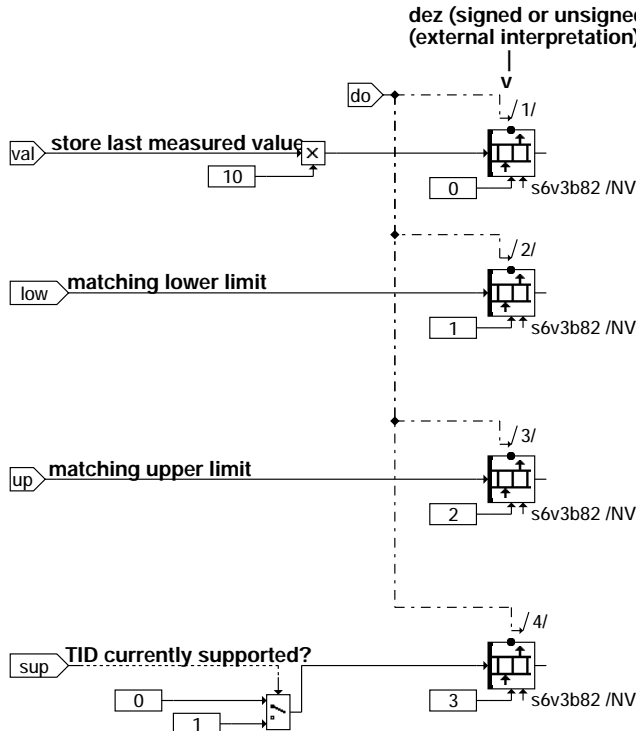 dez (signed or unsigned
(external interpretation)
v
do
/1/
val
store last measured value
10
0
s6v3b82 /NV
/2/
low
matching lower limit
1
s6v3b82 /NV
/3/
up
matching upper limit
2
s6v3b82 /NV
/4/
sup
TID currently supported?
0
3
s6v3b82 /NV
1